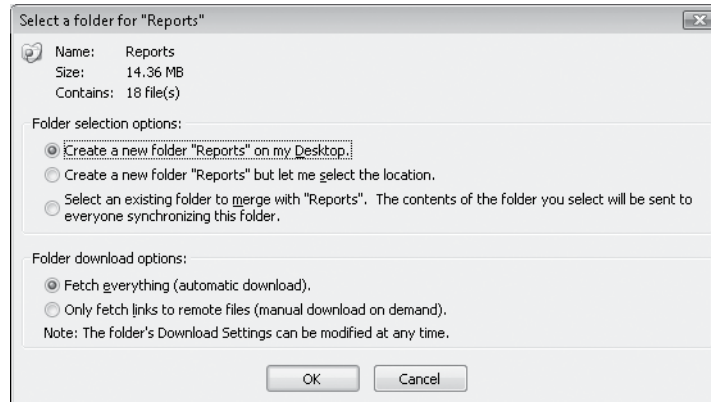 Select a folder for "Reports"
Name: Reports
Size: 14.36 MB
Contains: 18 file(s)
Folder selection options:
Create a new folder "Reports" on my Desktop.
Create a new folder "Reports" but let me select the location.
Select an existing folder to merge with "Reports". The contents of the folder you select will be sent to
everyone synchronizing this folder.
Folder download options:
Fetch everything (automatic download).
Only fetch links to remote files (manual download on demand).
Note: The folder's Download Settings can be modified at any time.
OK Cancel